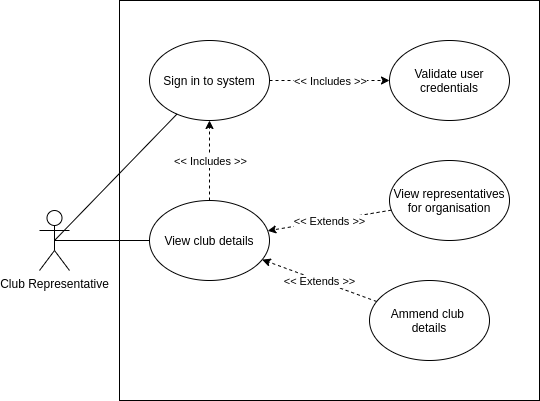 Sign in to system
<< Includes >>
Validate user
credentials
<< Includes >>
View representatives
for organisation
<< Extends >>
View club details
Club Representative
<< Extends >>
Ammend club
details